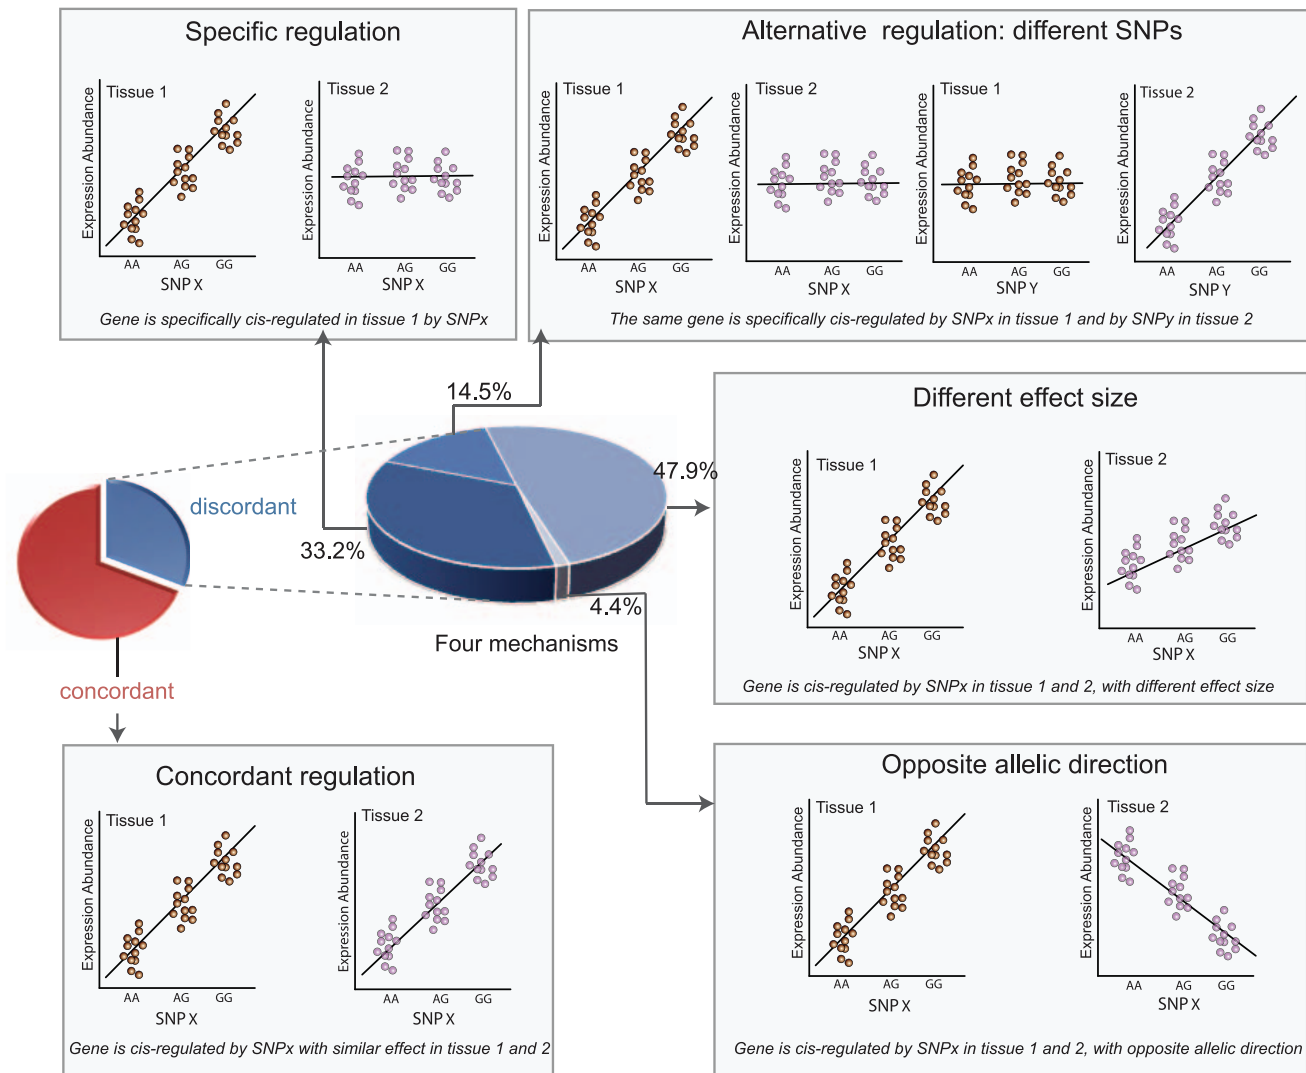 Specific regulation
Tissue 1
Expression Abundance
AA AG GG
SNP X
Tissue 2
Expression Abundance
AA AG GG
SNP X
Gene is specifically cis-regulated in tissue 1 by SNPx
Alternative regulation: different SNPs
Tissue 1
Expression Abundance
AA AG GG
SNP X
Tissue 2
Expression Abundance
AA AG GG
SNP X
Tissue 1
Expression Abundance
AA AG GG
SNP Y
Tissue 2
Expression Abundance
AA AG GG
SNP Y
The same gene is specifically cis-regulated by SNPx in tissue 1 and by SNPy in tissue 2
14.5%
47.9%
33.2%
4.4%
discordant
concordant
Four mechanisms
Different effect size
Tissue 1
Expression Abundance
AA AG GG
SNP X
Tissue 2
Expression Abundance
AA AG GG
SNP X
Gene is cis-regulated by SNPx in tissue 1 and 2, with different effect size
Concordant regulation
Tissue 1
Expression Abundance
AA AG GG
SNP X
Tissue 2
Expression Abundance
AA AG GG
SNP X
Gene is cis-regulated by SNPx with similar effect in tissue 1 and 2
Opposite allelic direction
Tissue 1
Expression Abundance
AA AG GG
SNP X
Tissue 2
Expression Abundance
AA AG GG
SNP X
Gene is cis-regulated by SNPx in tissue 1 and 2, with opposite allelic direction